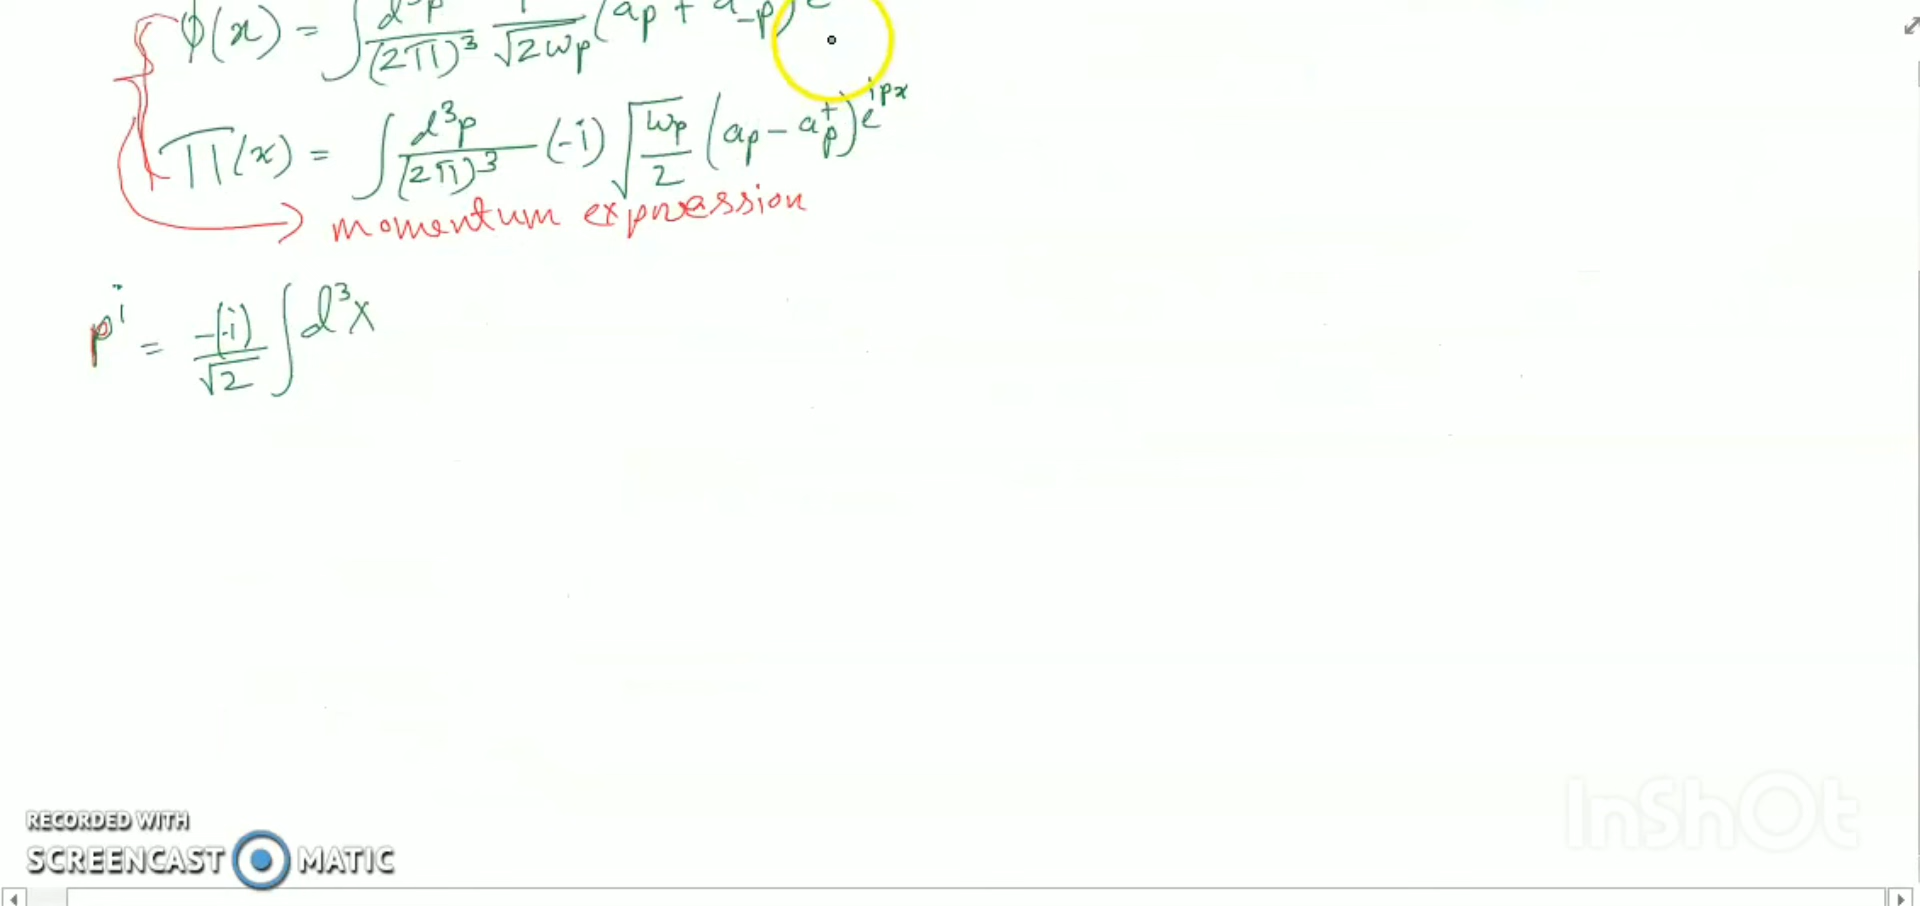 ϕ(x) = ∫ d³p/(2π)³ 1/√2ωp (ap + a-p) e
Π(x) = ∫ d³p/(2π)³ (-i) √ωp/2 (ap - a†p) e^ipx
momentum expression
p^i = -(-i)/√2 ∫ d³x
RECORDED WITH
SCREENCAST MATIC
InShOt